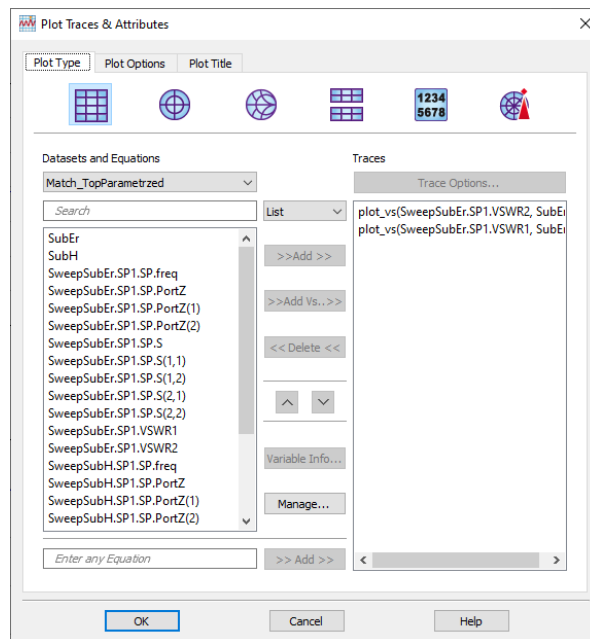 Plot Traces & Attributes
Plot Type Plot Options Plot Title
1234
5678
Datasets and Equations
Match_TopParametrzed
Search
List
SubEr
SubH
SweepSubEr.SP1.SP.freq
SweepSubEr.SP1.SP.PortZ
SweepSubEr.SP1.SP.PortZ(1)
SweepSubEr.SP1.SP.PortZ(2)
SweepSubEr.SP1.SP.S
SweepSubEr.SP1.SP.S(1,1)
SweepSubEr.SP1.SP.S(1,2)
SweepSubEr.SP1.SP.S(2,1)
SweepSubEr.SP1.SP.S(2,2)
SweepSubEr.SP1.VSWR1
SweepSubEr.SP1.VSWR2
SweepSubH.SP1.SP.freq
SweepSubH.SP1.SP.PortZ
SweepSubH.SP1.SP.PortZ(1)
SweepSubH.SP1.SP.PortZ(2)
Enter any Equation
>>Add >>
>>Add Vs..>>
<< Delete <<
Variable Info...
Manage...
>> Add >>
Traces
Trace Options...
plot_vs(SweepSubEr.SP1.VSWR2, SubEr
plot_vs(SweepSubEr.SP1.VSWR1, SubEr
OK Cancel Help